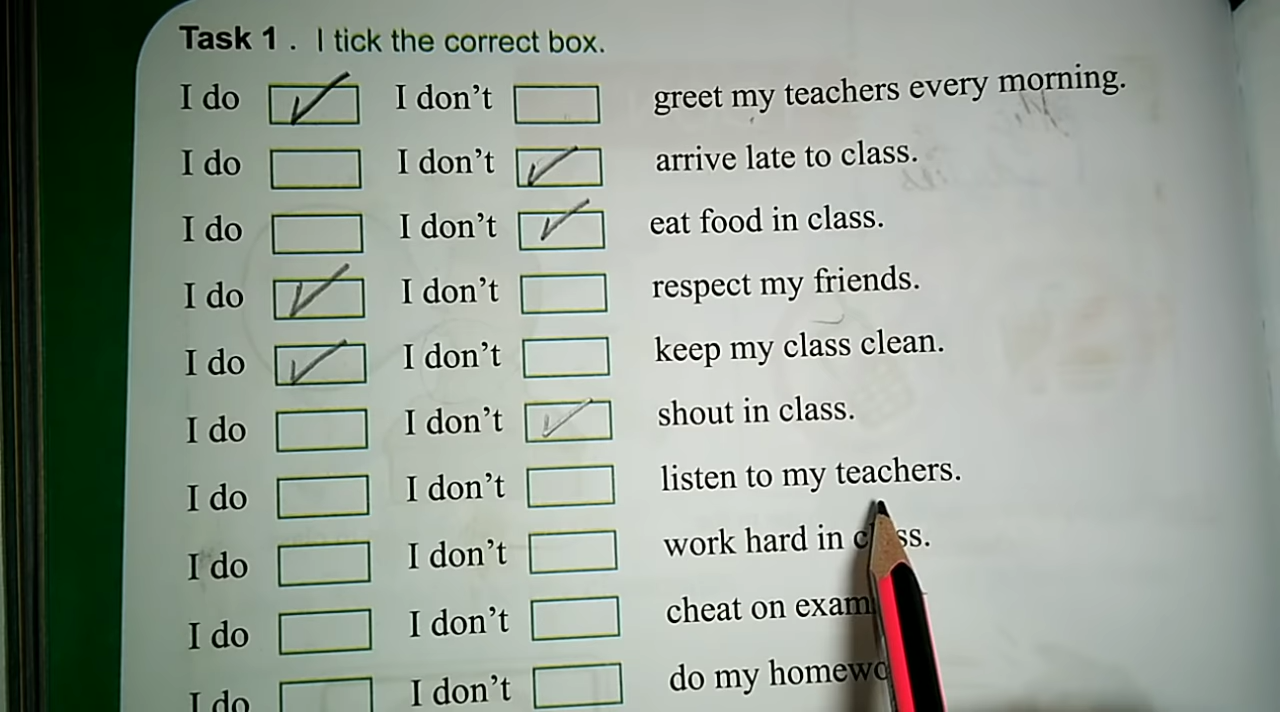 Task 1 . I tick the correct box.
I do I don't greet my teachers every morning.
I do I don't arrive late to class.
I do I don't eat food in class.
I do I don't respect my friends.
I do I don't keep my class clean.
I do I don't shout in class.
I do I don't listen to my teachers.
I do I don't work hard in
I do I don't cheat on
I do I don't do my